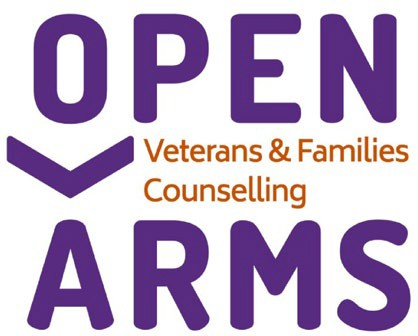 OPEN
Veterans & Families
Counselling
ARMS